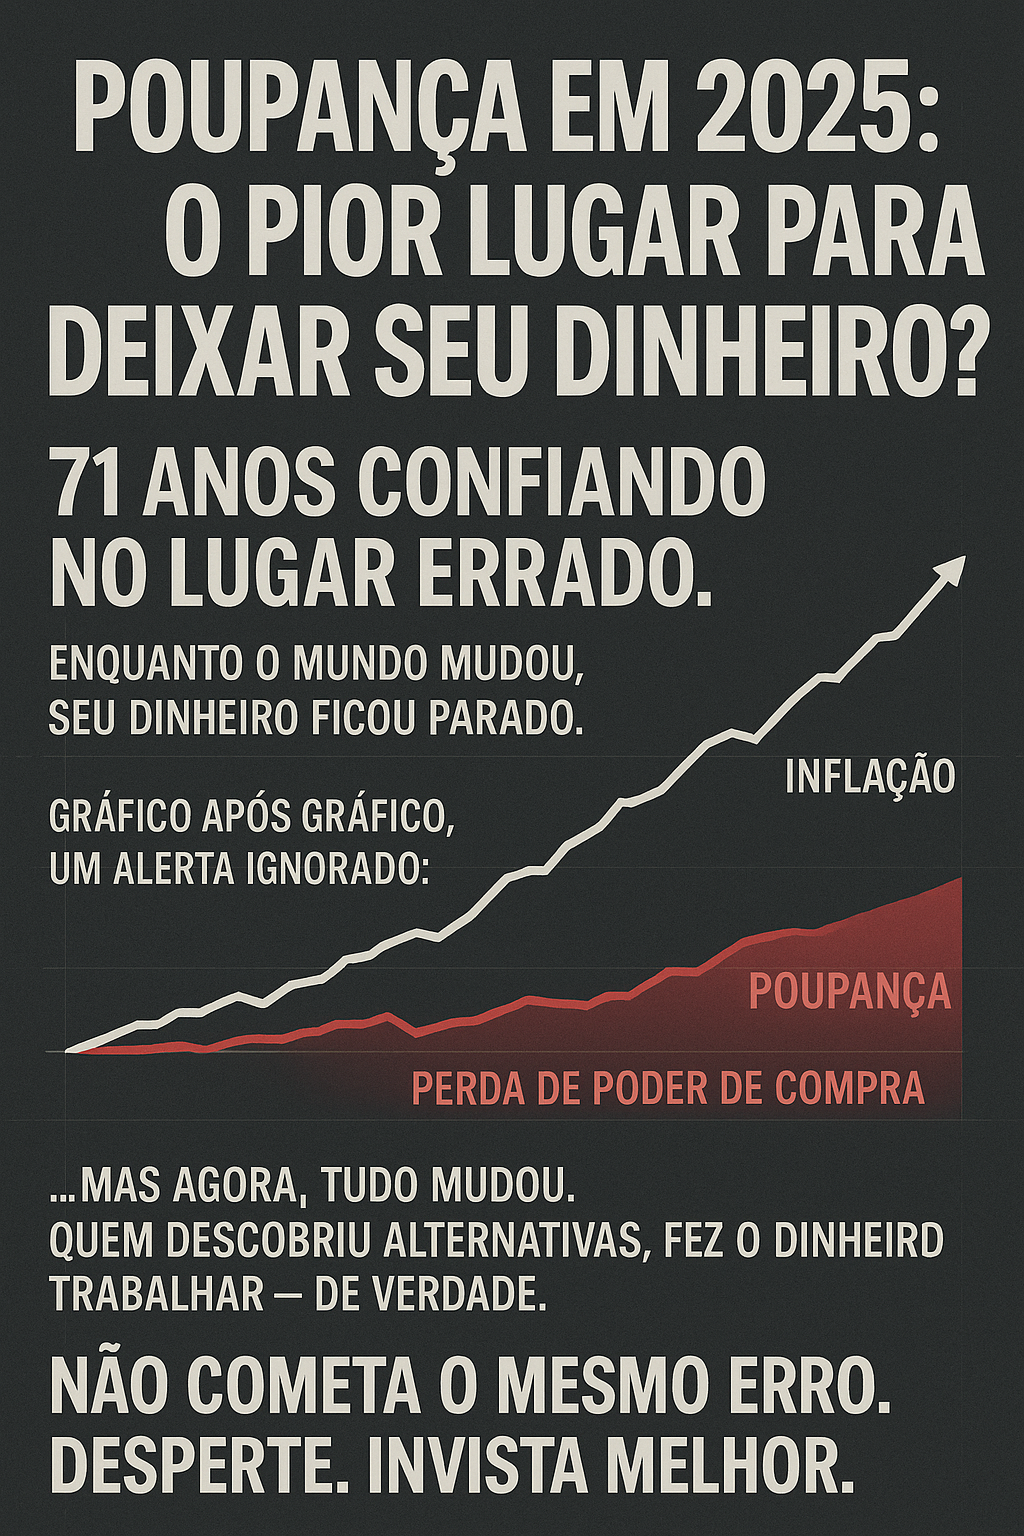 POUPANÇA EM 2025:
O PIOR LUGAR PARA
DEIXAR SEU DINHEIRO?
71 ANOS CONFIANDO
NO LUGAR ERRADO.
ENQUANTO O MUNDO MUDOU,
SEU DINHEIRO FICOU PARADO.
GRÁFICO APÓS GRÁFICO,
UM ALERTA IGNORADO:
INFLAÇÃO
POUPANÇA
PERDA DE PODER DE COMPRA
...MAS AGORA, TUDO MUDOU.
QUEM DESCOBRIU ALTERNATIVAS, FEZ O DINHEIRD
TRABALHAR — DE VERDADE.
NÃO COMETA O MESMO ERRO.
DESPERTE. INVISTA MELHOR.